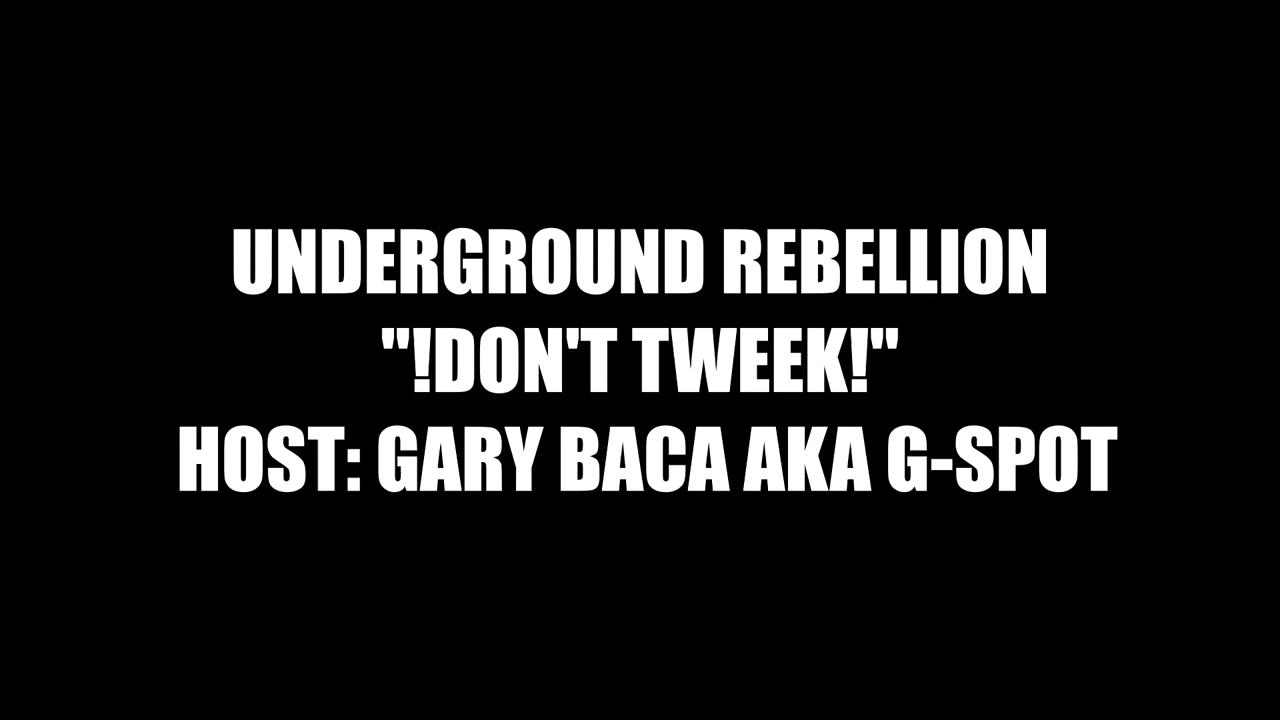 UNDERGROUND REBELLION
"!DON'T TWEEK!"
HOST: GARY BACA AKA G-SPOT